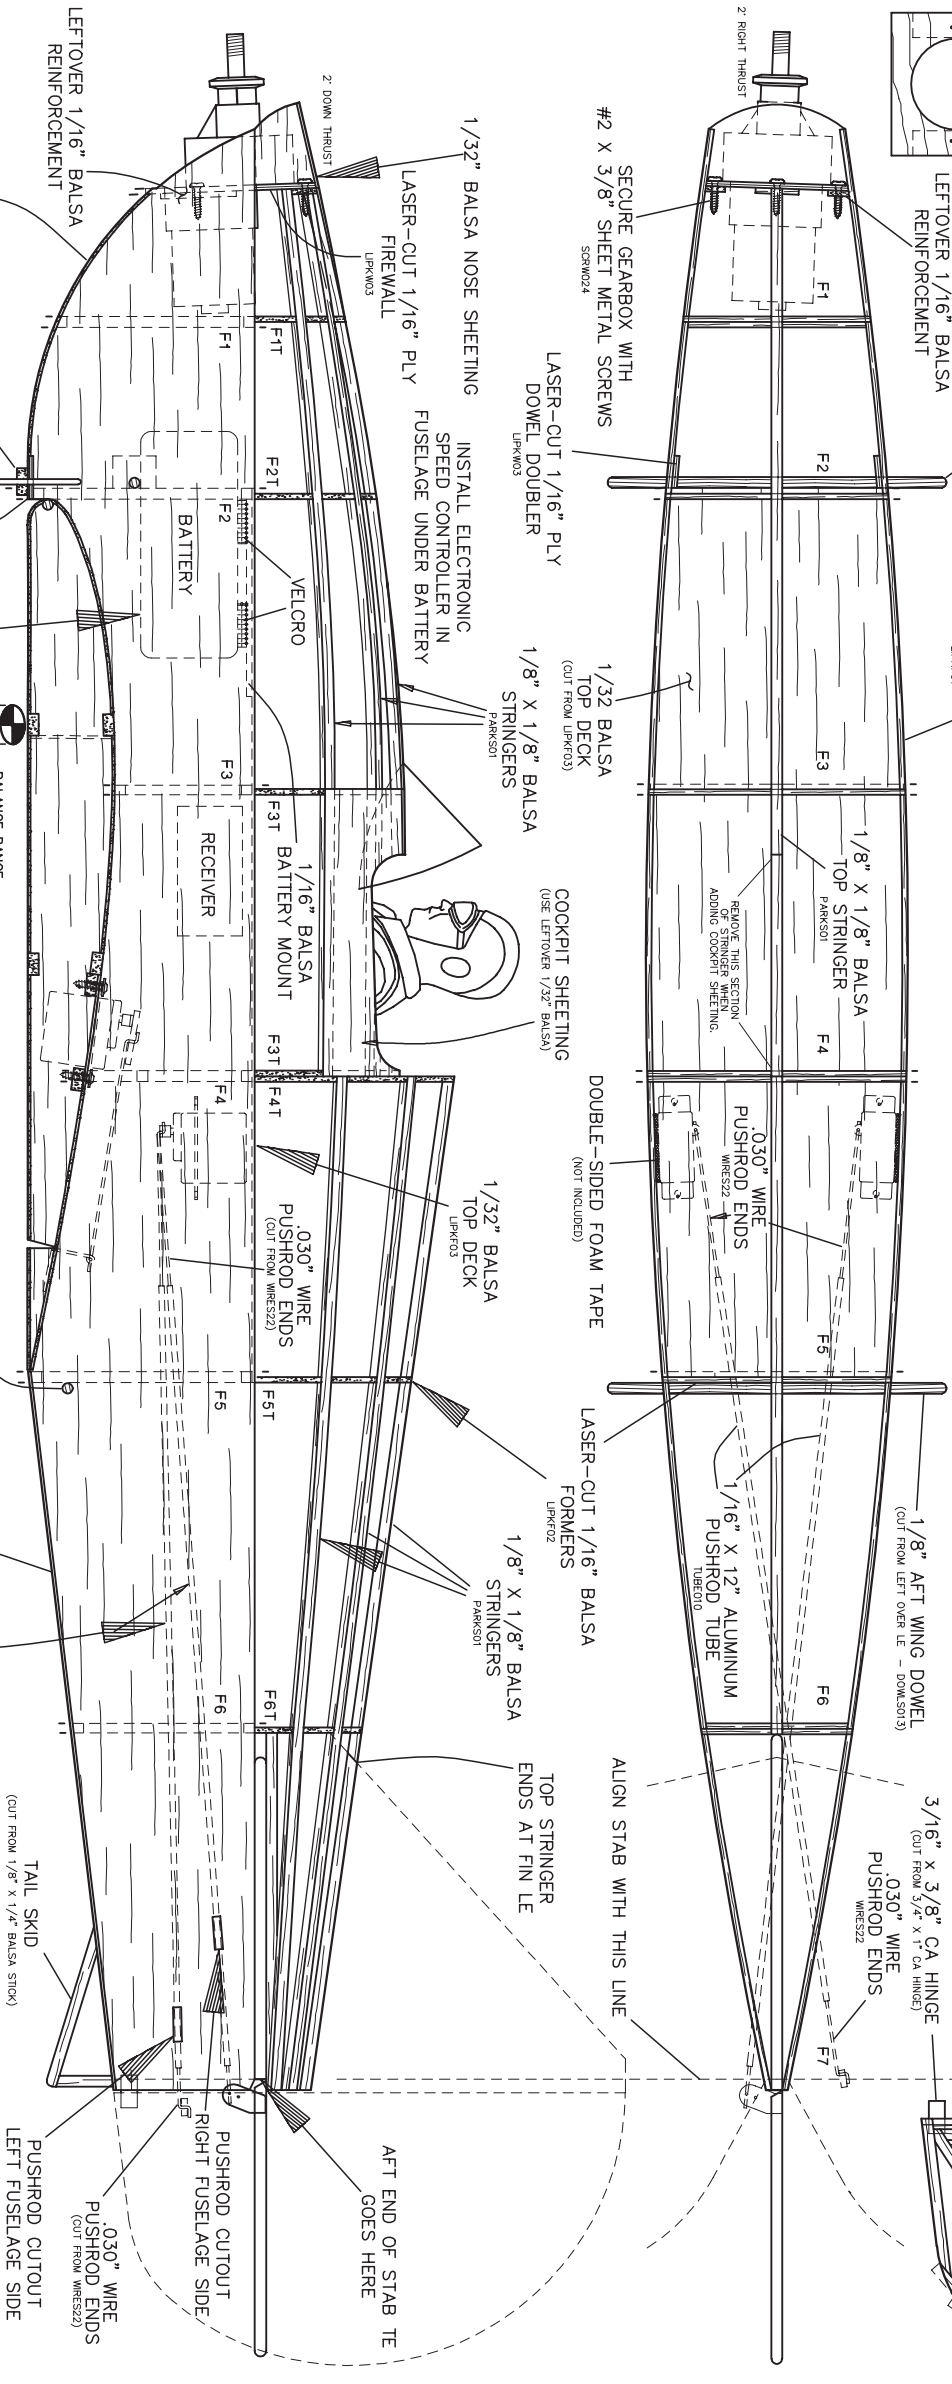 LEFTOVER 1/16" BALSA
REINFORCEMENT
2° RIGHT THRUST
SECURE GEARBOX WITH
#2 X 3/8" SHEET METAL SCREWS
SCRW024
F1
LASER-CUT 1/16" PLY
DOWEL DOUBLER
LIPKW03
F2
1/32 BALSA
TOP DECK
(CUT FROM LIPKF03)
F3
1/8" X 1/8" BALSA
TOP STRINGER
PARKS01
REMOVE THIS SECTION
OF STRINGER WHEN
ADDING COCKPIT SHEETING.
F4
.030" WIRE
PUSHROD ENDS
WIRES22
DOUBLE-SIDED FOAM TAPE
(NOT INCLUDED)
F5
LASER-CUT 1/16" BALSA
FORMERS
LIPKF02
1/16" X 12" ALUMINUM
PUSHROD TUBE
TUBE010
1/8" AFT WING DOWEL
(CUT FROM LEFT OVER LE - DOWLS013)
F6
ALIGN STAB WITH THIS LINE
3/16" x 3/8" CA HINGE
(CUT FROM 3/4" X 1" CA HINGE)
.030" WIRE
PUSHROD ENDS
WIRES22
F7
LEFTOVER 1/16" BALSA
REINFORCEMENT
2° DOWN THRUST
1/32" BALSA NOSE SHEETING
LASER-CUT 1/16" PLY
FIREWALL
LIPKW03
F1T
F1
INSTALL ELECTRONIC
SPEED CONTROLLER IN
FUSELAGE UNDER BATTERY
F2T
F2
BATTERY
VELCRO
1/8" X 1/8" BALSA
STRINGERS
PARKS01
F3
F3T
1/16" BALSA
BATTERY MOUNT
RECEIVER
BALANCE RANGE
COCKPIT SHEETING
(USE LEFTOVER 1/32" BALSA)
F3T
F4T
F4
1/32" BALSA
TOP DECK
LIPKF03
.030" WIRE
PUSHROD ENDS
(CUT FROM WIRES22)
F5T
F5
1/8" X 1/8" BALSA
STRINGERS
PARKS01
F6T
F6
TOP STRINGER
ENDS AT FIN LE
TAIL SKID
(CUT FROM 1/8" X 1/4" BALSA STICK)
AFT END OF STAB TE
GOES HERE
PUSHROD CUTOUT
RIGHT FUSELAGE SIDE
.030" WIRE
PUSHROD ENDS
(CUT FROM WIRES22)
PUSHROD CUTOUT
LEFT FUSELAGE SIDE